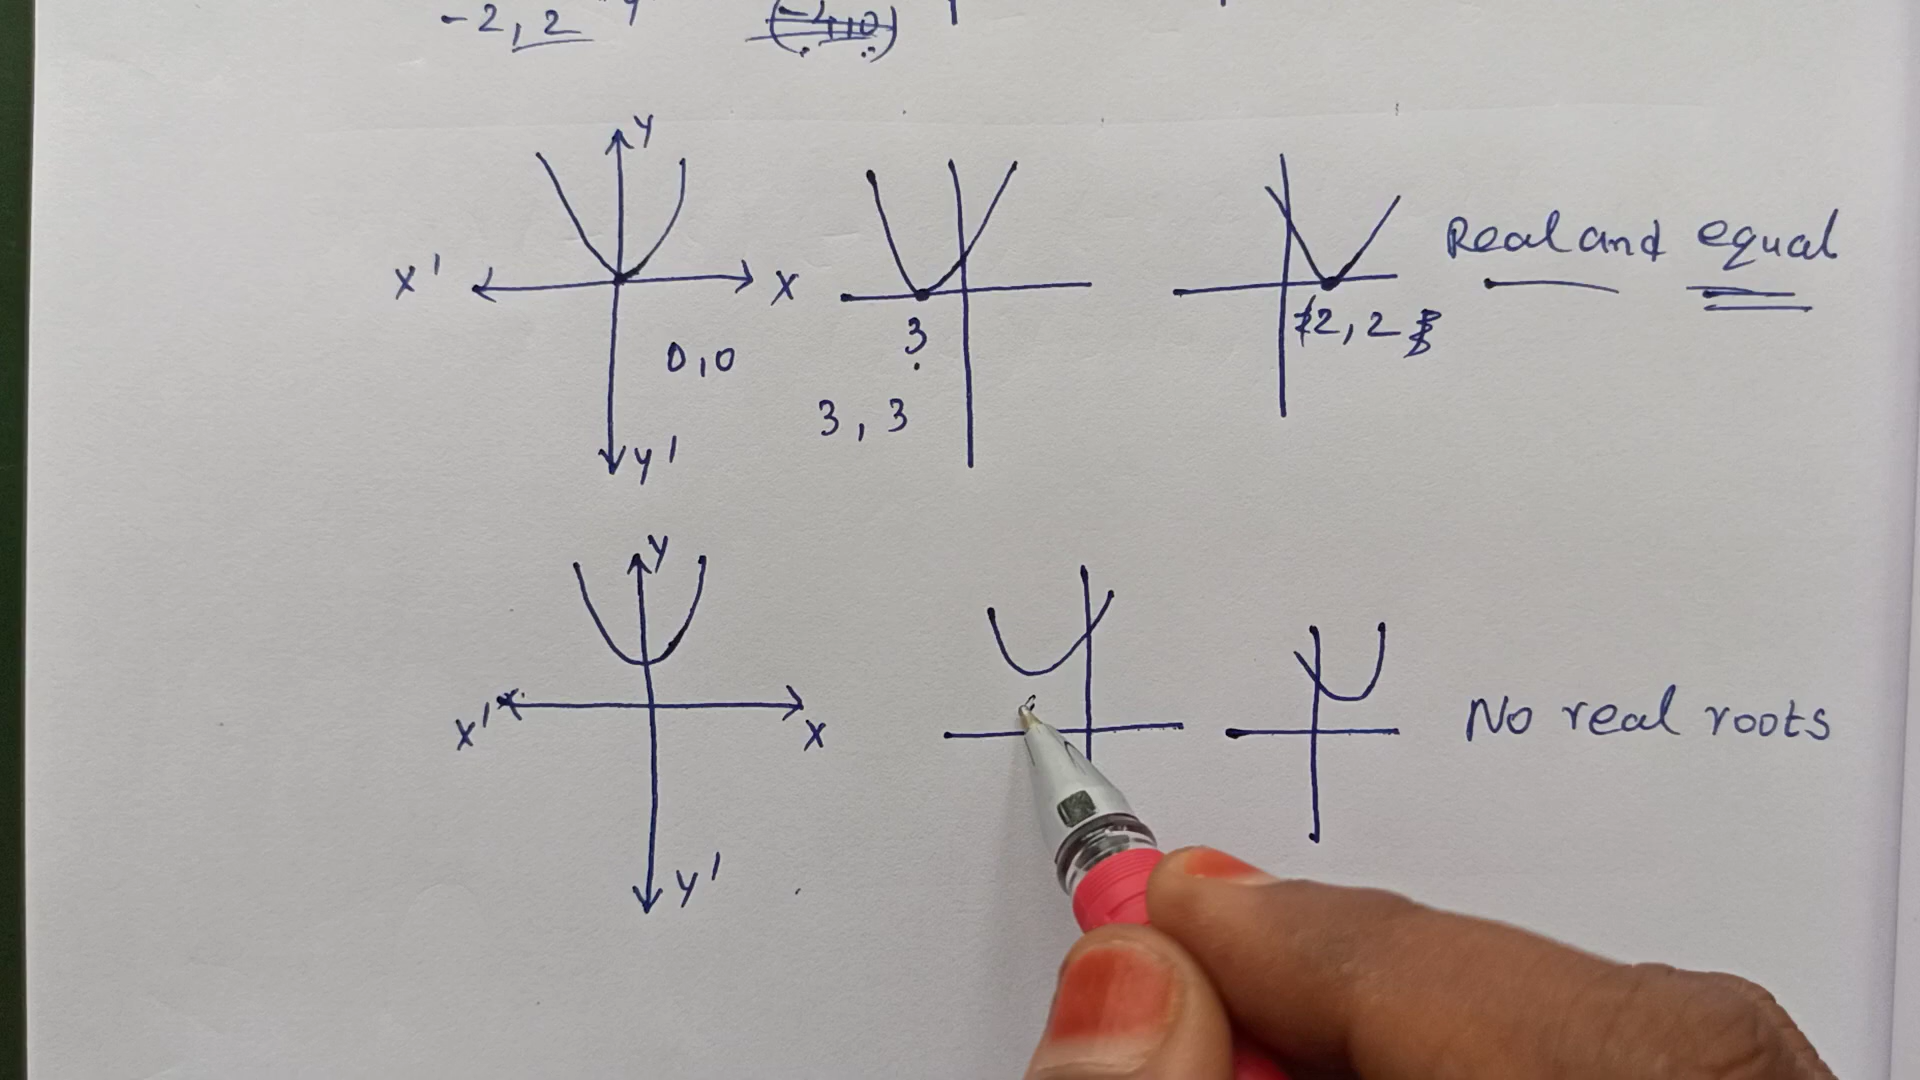 -2, 2
Y
X' X
0,0
Y'
3
3, 3
2, 2
Real and equal
Y
X' X
Y'
No real roots